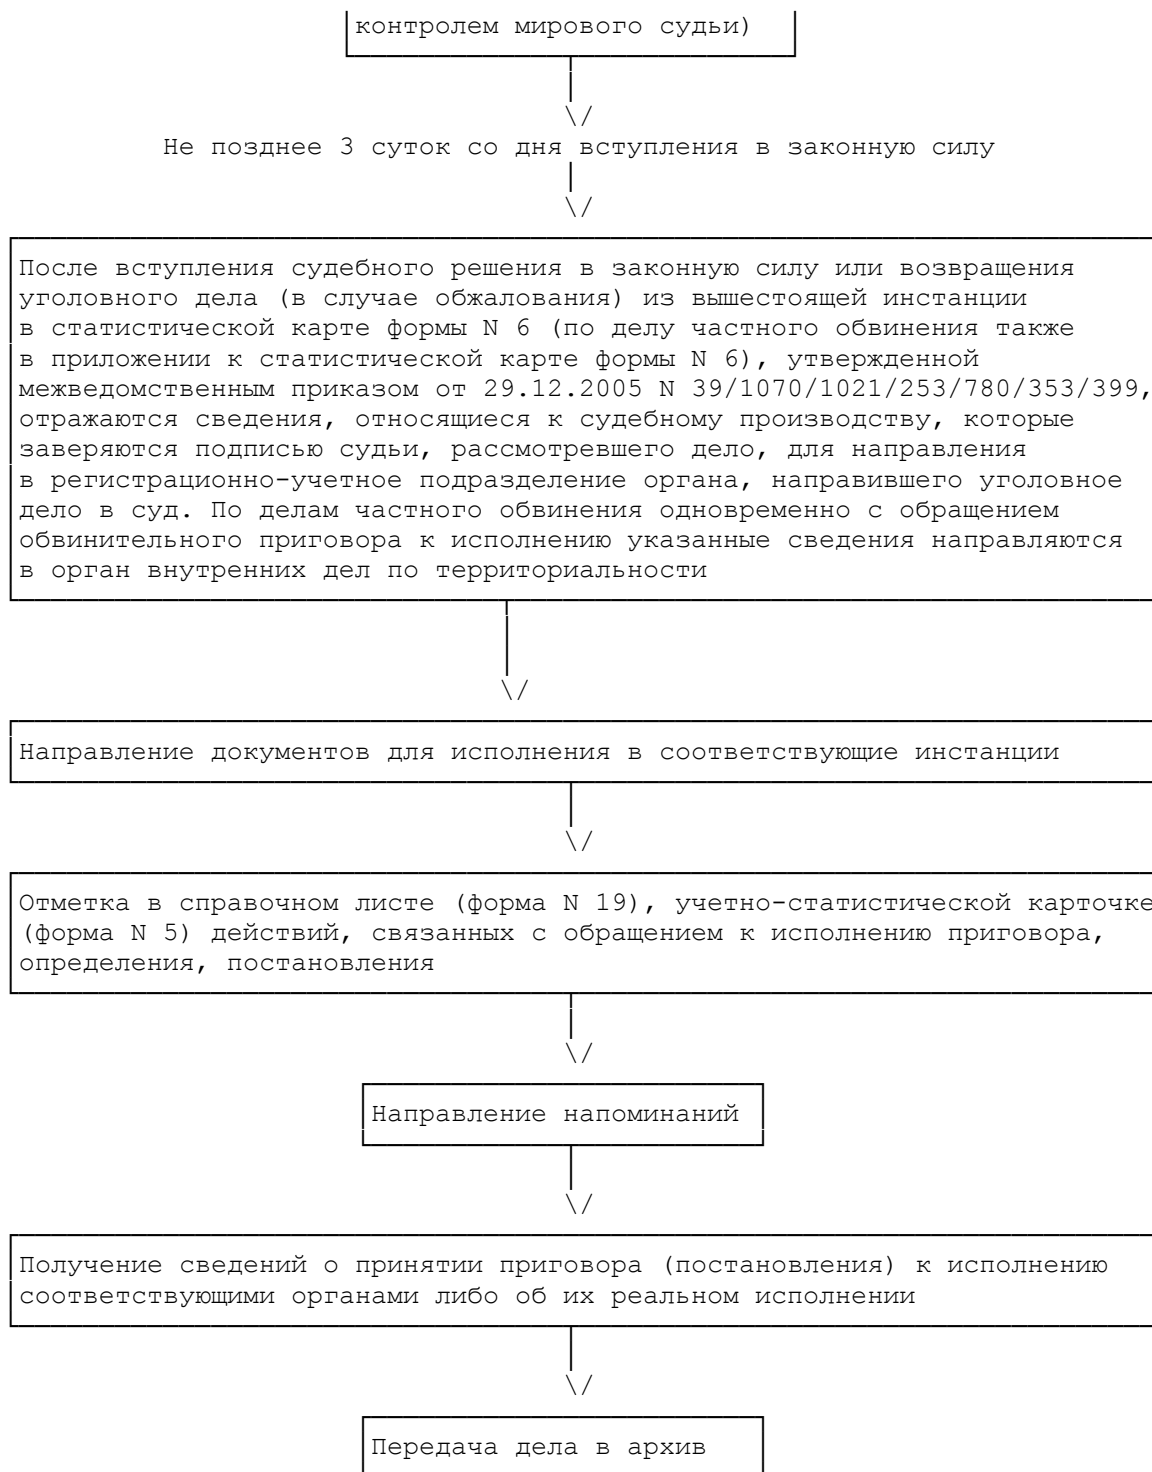 контролем мирового судьи)
\/
Не позднее 3 суток со дня вступления в законную силу
\/
После вступления судебного решения в законную силу или возвращения
уголовного дела (в случае обжалования) из вышестоящей инстанции
в статистической карте формы N 6 (по делу частного обвинения также
в приложении к статистической карте формы N 6), утвержденной
межведомственным приказом от 29.12.2005 N 39/1070/1021/253/780/353/399,
отражаются сведения, относящиеся к судебному производству, которые
заверяются подписью судьи, рассмотревшего дело, для направления
в регистрационно-учетное подразделение органа, направившего уголовное
дело в суд. По делам частного обвинения одновременно с обращением
обвинительного приговора к исполнению указанные сведения направляются
в орган внутренних дел по территориальности
\/
Направление документов для исполнения в соответствующие инстанции
\/
Отметка в справочном листе (форма N 19), учетно-статистической карточке
(форма N 5) действий, связанных с обращением к исполнению приговора,
определения, постановления
\/
Направление напоминаний
\/
Получение сведений о принятии приговора (постановления) к исполнению
соответствующими органами либо об их реальном исполнении
\/
Передача дела в архив